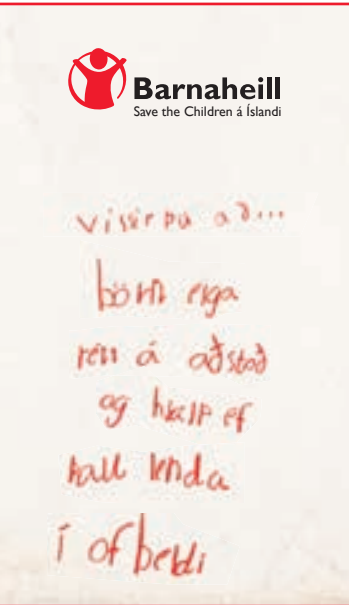 Barnaheill
Save the Children á Íslandi
vissir þu að...
börn eiga
rétt á aðstoð
og hjálp ef
þau lenda
í ofbeldi